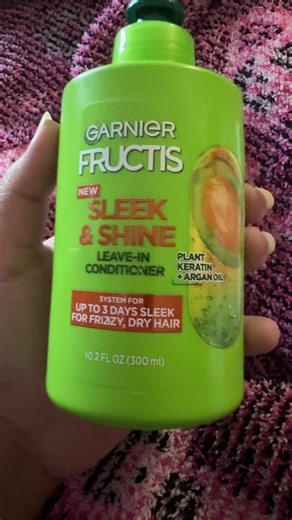 GARNIER
FRUCTIS
NEW
SLEEK
& SHINE
LEAVE-IN
CONDITIONER
PLANT
KERATIN
+ ARGAN OIL
SYSTEM FOR
UP TO 3 DAYS SLEEK
FOR FRIZZY, DRY HAIR
10.2 FL OZ (300 ml)